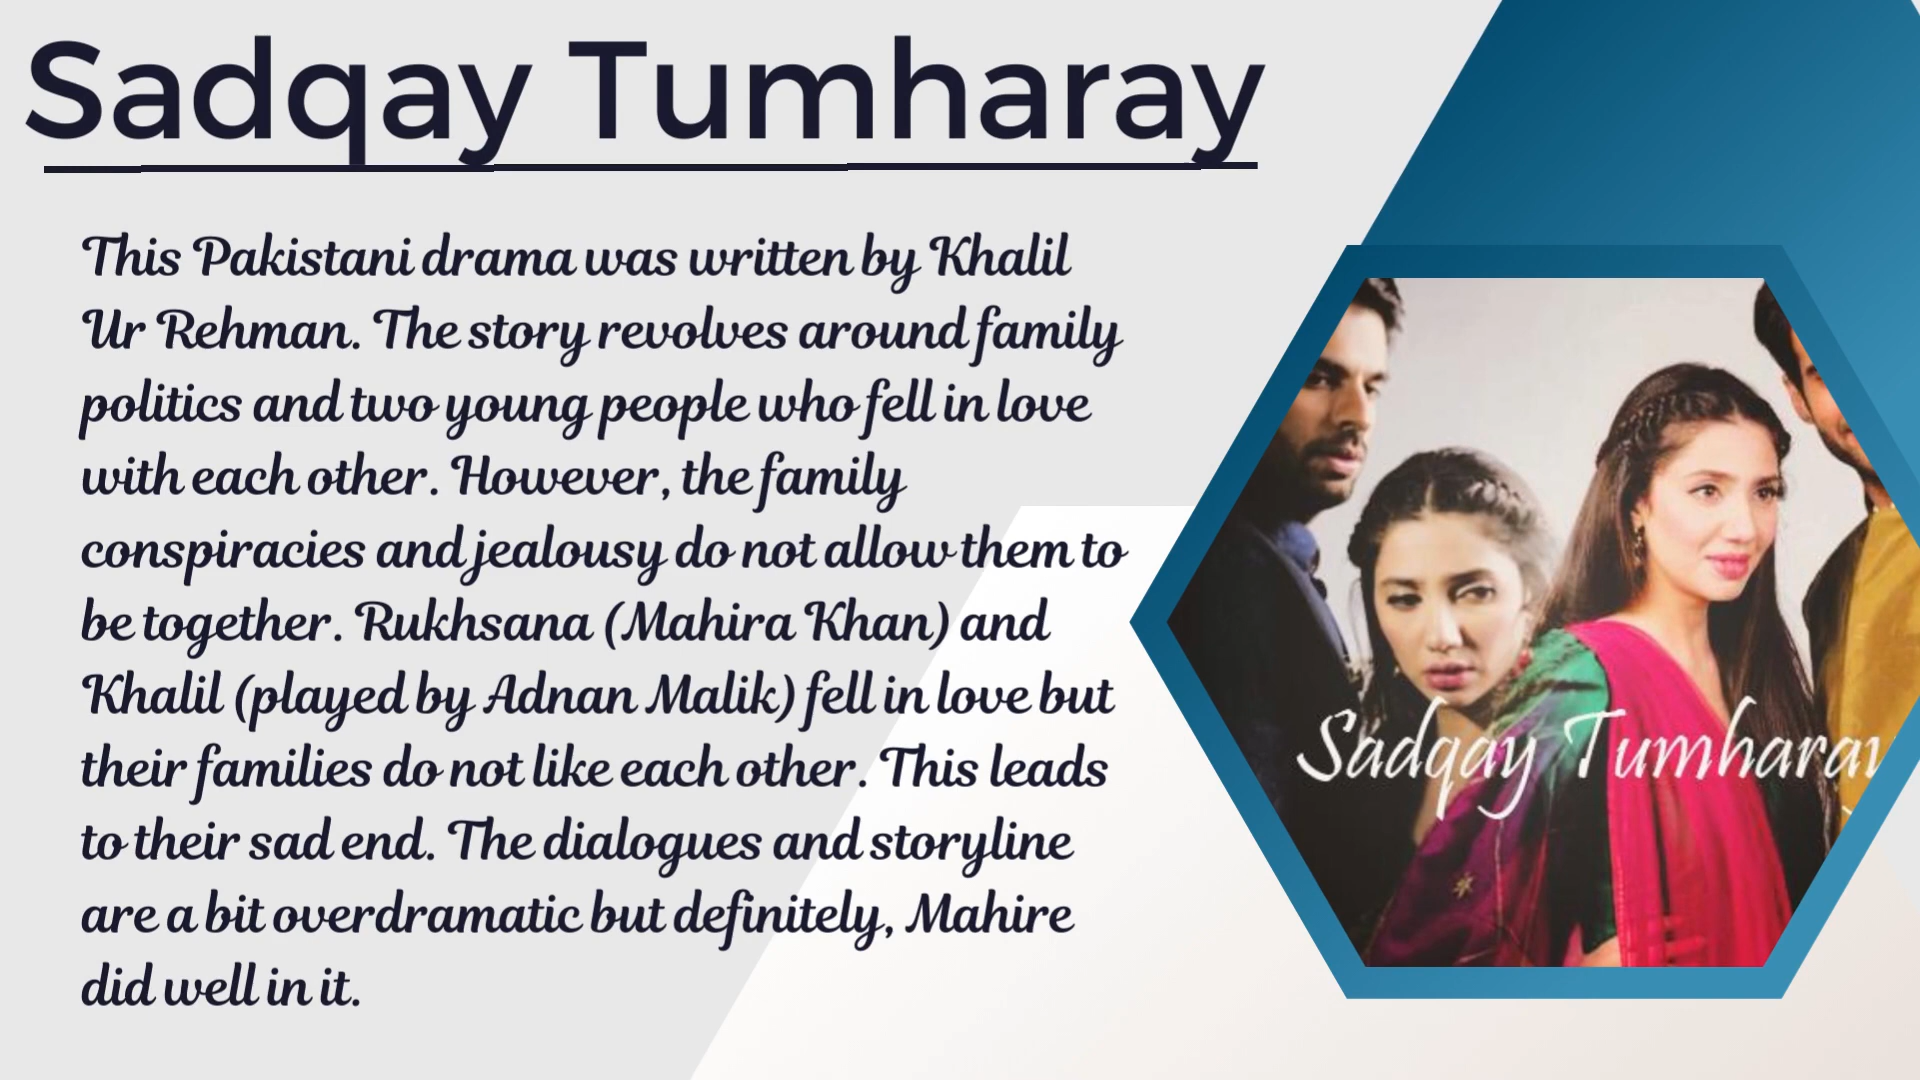 Sadqay Tumharay
This Pakistani drama was written by Khalil
Ur Rehman. The story revolves around family
politics and two young people who fell in love
with each other. However, the family
conspiracies and jealousy do not allow them to
be together. Rukhsana (Mahira Khan) and
Khalil (played by Adnan Malik) fell in love but
their families do not like each other. This leads
to their sad end. The dialogues and storyline
are a bit overdramatic but definitely, Mahire
did well in it.
Sadqay Tumharay